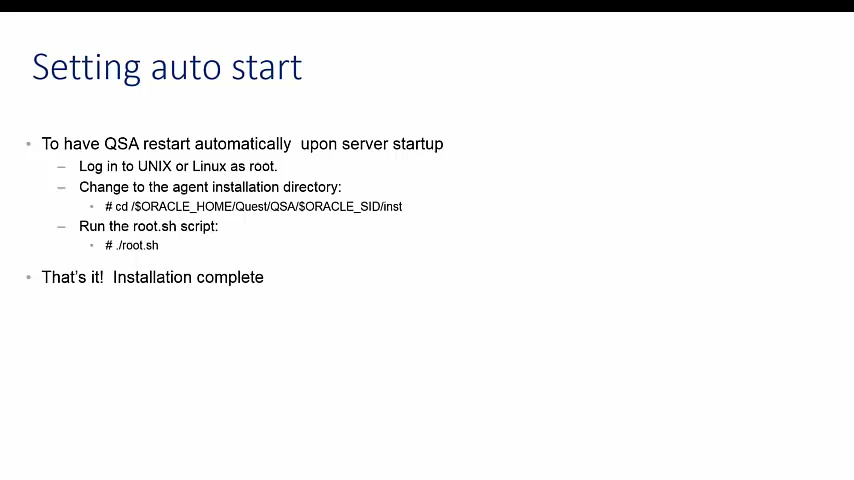 Setting auto start
• To have QSA restart automatically upon server startup
– Log in to UNIX or Linux as root.
– Change to the agent installation directory:
• # cd /$ORACLE_HOME/Quest/QSA/$ORACLE_SID/inst
– Run the root.sh script:
• # ./root.sh
• That’s it! Installation complete